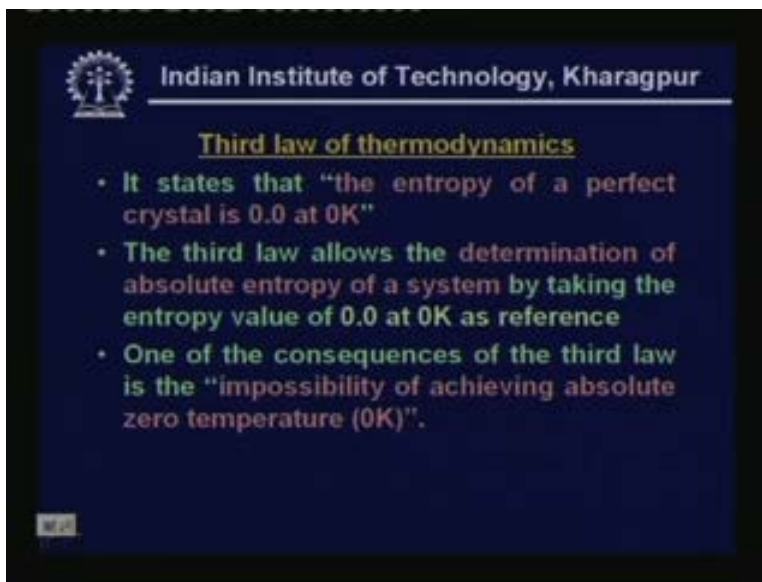 Indian Institute of Technology, Kharagpur
Third law of thermodynamics
• It states that “the entropy of a perfect
crystal is 0.0 at 0K”
• The third law allows the determination of
absolute entropy of a system by taking the
entropy value of 0.0 at 0K as reference
• One of the consequences of the third law
is the “impossibility of achieving absolute
zero temperature (0K)”.